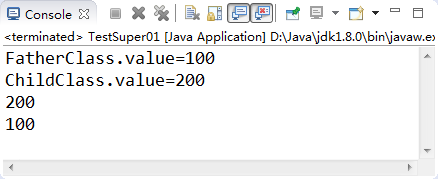 Console
<terminated> TestSuper01 [Java Application] D:\Java\jdk1.8.0\bin\javaw.ex
FatherClass.value=100
ChildClass.value=200
200
100